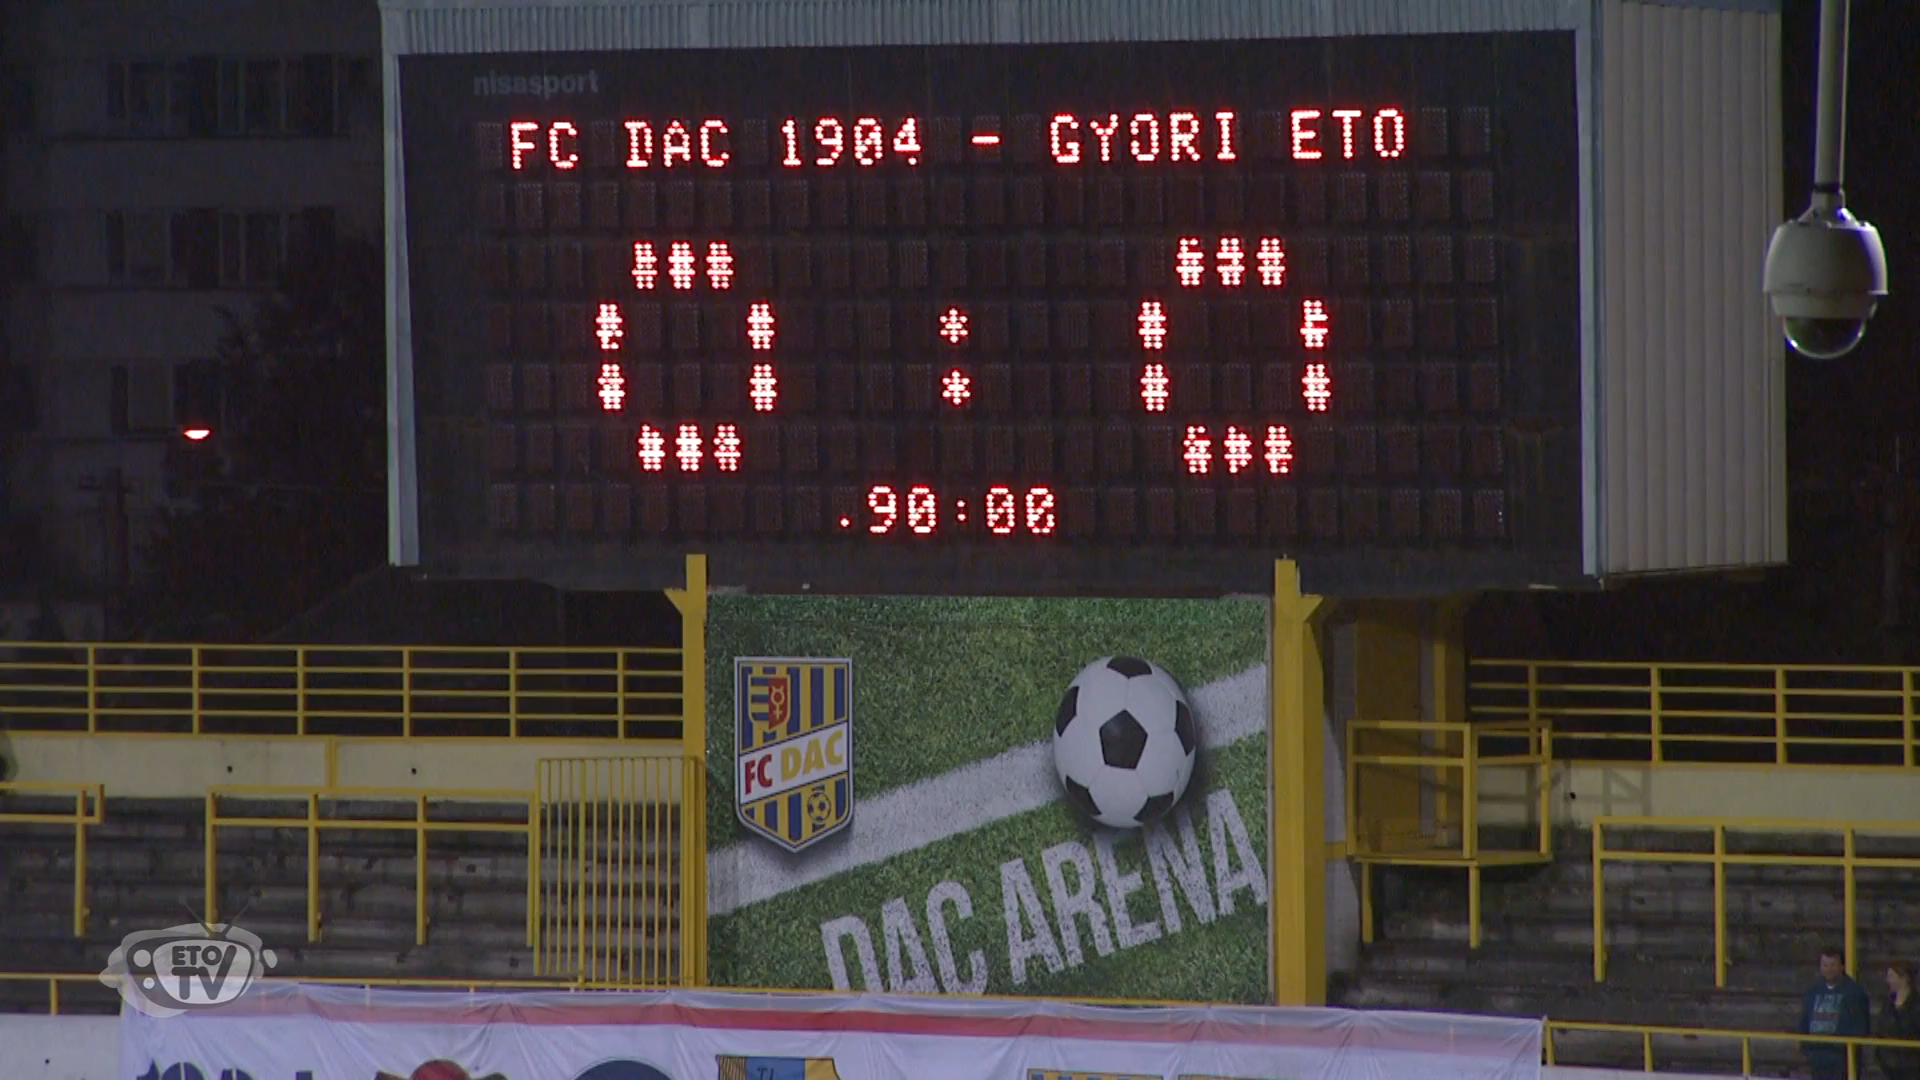 nisasport
FC DAC 1904 - GYORI ETO
0 : 0
.90:00
FC DAC
DAC ARENA
ETO
TV